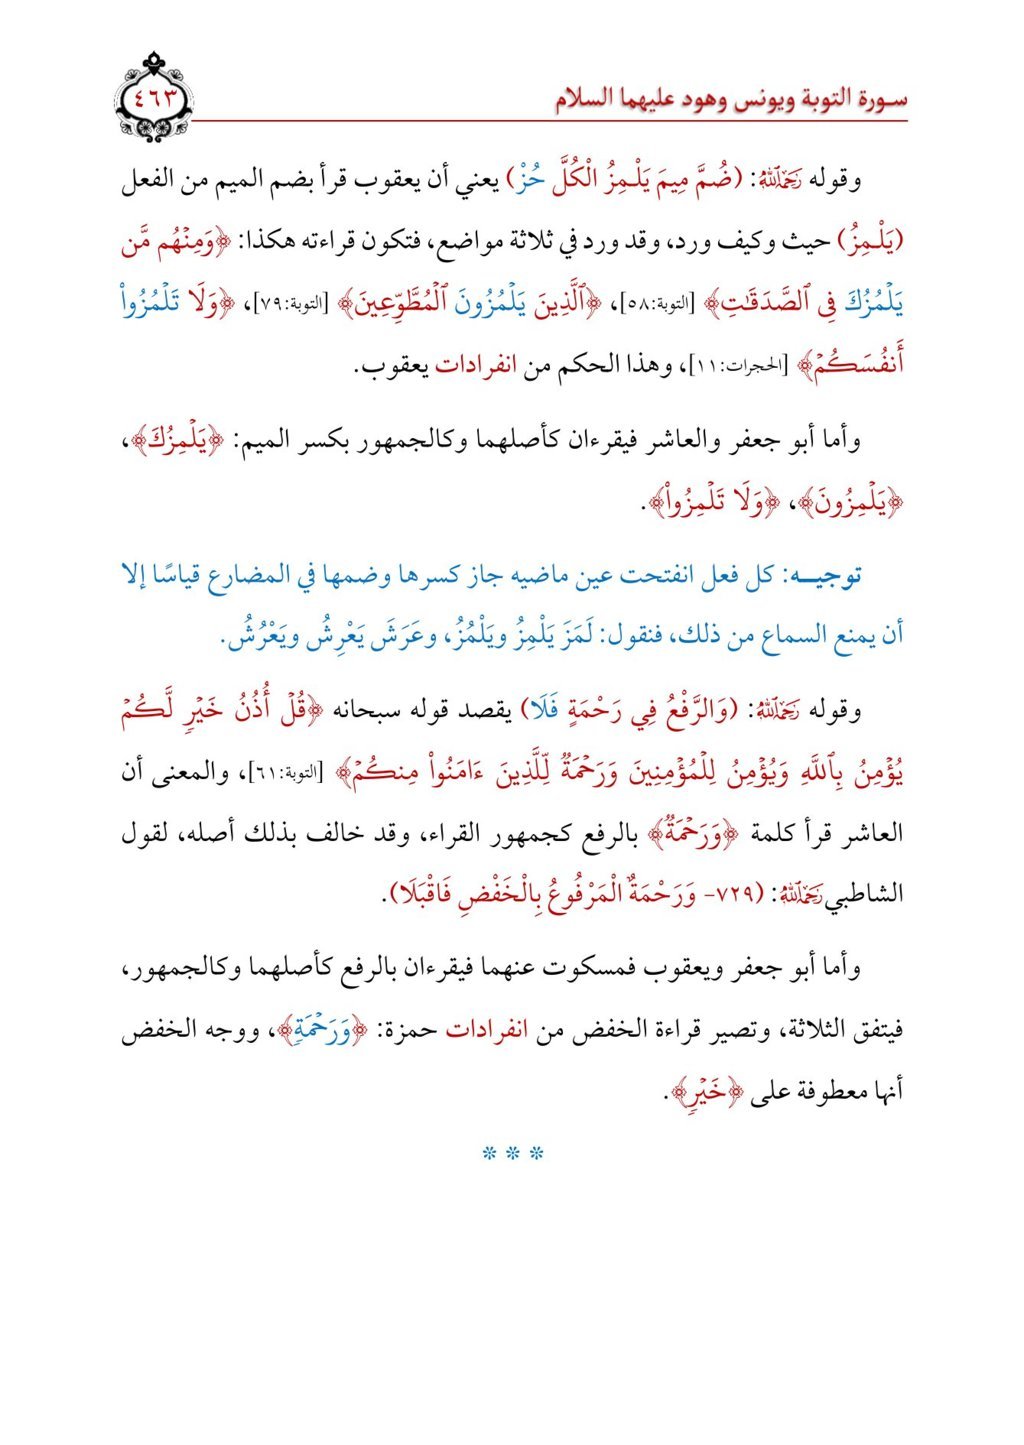 سورة التوبة ويونس وهود عليهما السلام
٤٦٣
وقوله رَحِمَهُ اللَّهُ: (ضُمَّ مِيمَ يَلْـمِزُ الْكُلَّ حُزْ) يعني أن يعقوب قرأ بضم الميم من الفعل
(يَلْـمِزُ) حيث وكيف ورد، وقد ورد في ثلاثة مواضع، فتكون قراءته هكذا: ﴿وَمِنْهُم مَّن
يَلْمُزُكَ فِي ٱلصَّدَقَٰتِ﴾ [التوبة:٥٨]، ﴿ٱلَّذِينَ يَلْمُزُونَ ٱلْمُطَّوِّعِينَ﴾ [التوبة:٧٩]، ﴿وَلَا تَلْمُزُوٓاْ
أَنفُسَكُمْ﴾ [الحجرات:١١]، وهذا الحكم من انفرادات يعقوب.
وأما أبو جعفر والعاشر فيقرءان كأصلهما وكالجمهور بكسر الميم: ﴿يَلْمِزُكَ﴾،
﴿يَلْمِزُونَ﴾، ﴿وَلَا تَلْمِزُوٓاْ﴾.
توجيـــه: كل فعل انفتحت عين ماضيه جاز كسرها وضمها في المضارع قياسًا إلا
أن يمنع السماع من ذلك، فنقول: لَمَزَ يَلْمِزُ ويَلْمُزُ، وعَرَشَ يَعْرِشُ ويَعْرُشُ.
وقوله رَحِمَهُ اللَّهُ: (وَالرَّفْعُ فِي رَحْمَةٍ فَلَا) يقصد قوله سبحانه ﴿قُلْ أُذُنُ خَيْرٍ لَّكُمْ
يُؤْمِنُ بِٱللَّهِ وَيُؤْمِنُ لِلْمُؤْمِنِينَ وَرَحْمَةٌ لِّلَّذِينَ ءَامَنُواْ مِنكُمْ﴾ [التوبة:٦١]، والمعنى أن
العاشر قرأ كلمة ﴿وَرَحْمَةٌ﴾ بالرفع كجمهور القراء، وقد خالف بذلك أصله، لقول
الشاطبي رَحِمَهُ اللَّهُ: (٧٢٩- وَرَحْمَةٌ الْمَرْفُوعُ بِالْخَفْضِ فَاقْبَلَا).
وأما أبو جعفر ويعقوب فمسكوت عنهما فيقرءان بالرفع كأصلهما وكالجمهور،
فيتفق الثلاثة، وتصير قراءة الخفض من انفرادات حمزة: ﴿وَرَحْمَةٍ﴾، ووجه الخفض
أنها معطوفة على ﴿خَيْرٍ﴾.
* * *